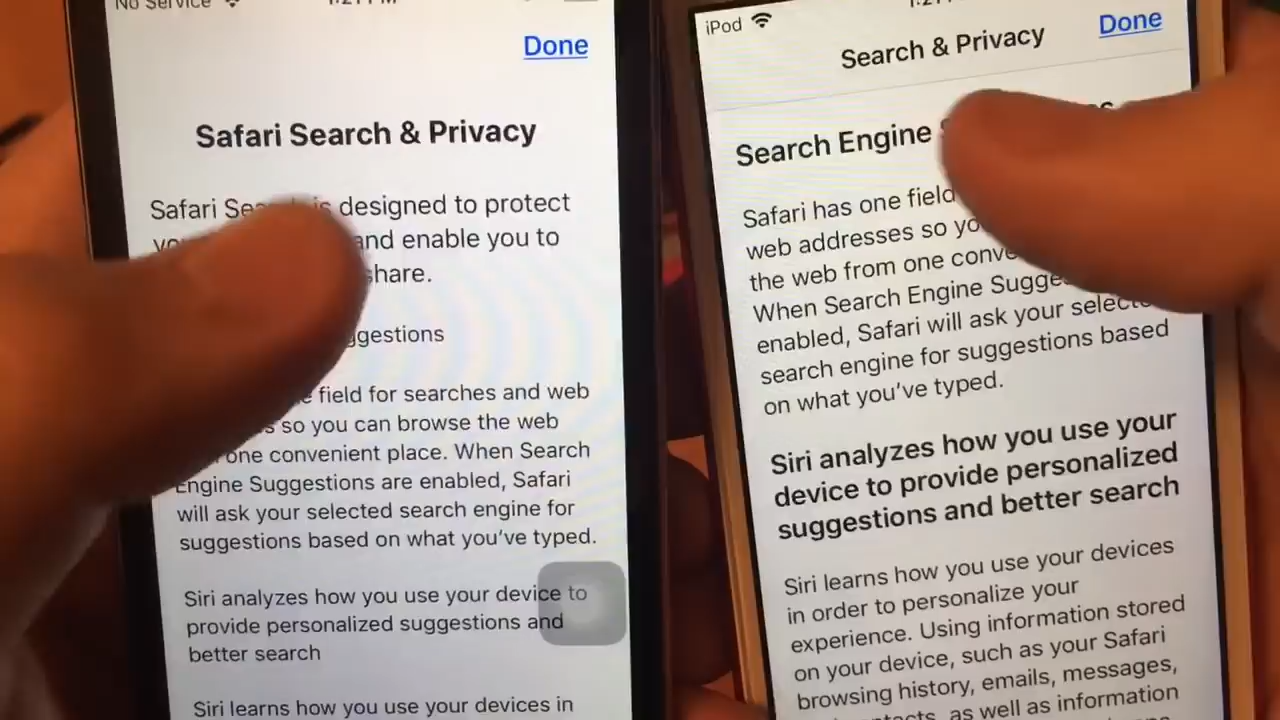 No Service
Done
Safari Search & Privacy
Safari is designed to protect
and enable you to
share.
field for searches and web
so you can browse the web
one convenient place. When Search
Engine Suggestions are enabled, Safari
will ask your selected search engine for
suggestions based on what you've typed.
Siri analyzes how you use your device to
provide personalized suggestions and
better search
Siri learns how you use your devices in
iPod
Search & Privacy
Done
Search Engine
Safari has one field
web addresses so
the web from one
When Search Engine
enabled, Safari will ask your
search engine for suggestions based
on what you've typed.
Siri analyzes how you use your
device to provide personalized
suggestions and better search
Siri learns how you use your devices
in order to personalize your
experience. Using information stored
on your device, such as your Safari
browsing history, emails, messages,
as well as information